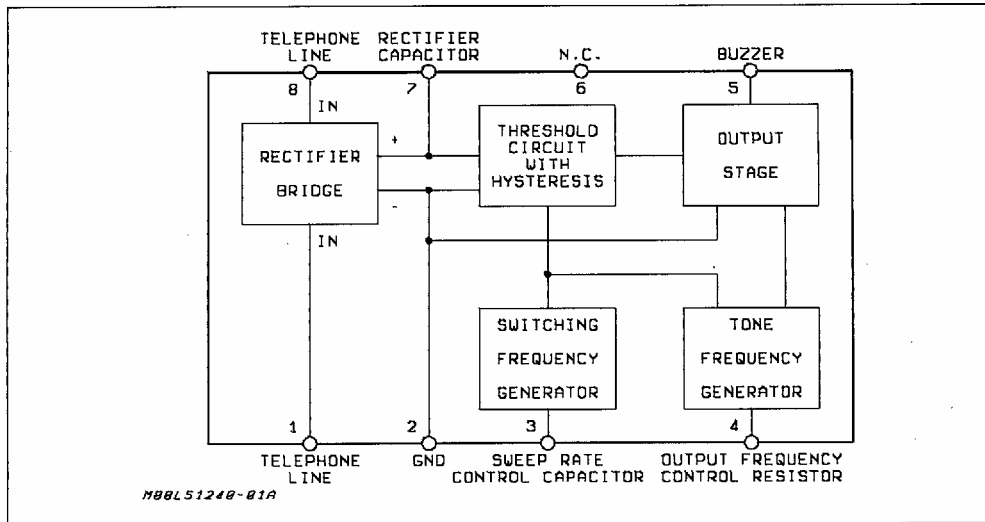 TELEPHONE LINE
RECTIFIER CAPACITOR
N.C.
BUZZER
8
7
6
5
IN
RECTIFIER
BRIDGE
+
-
IN
THRESHOLD
CIRCUIT
WITH
HYSTERESIS
OUTPUT
STAGE
SWITCHING
FREQUENCY
GENERATOR
TONE
FREQUENCY
GENERATOR
1
2
3
4
TELEPHONE
LINE
GND
SWEEP RATE
CONTROL CAPACITOR
OUTPUT FREQUENCY
CONTROL RESISTOR
M88LS1240-01A